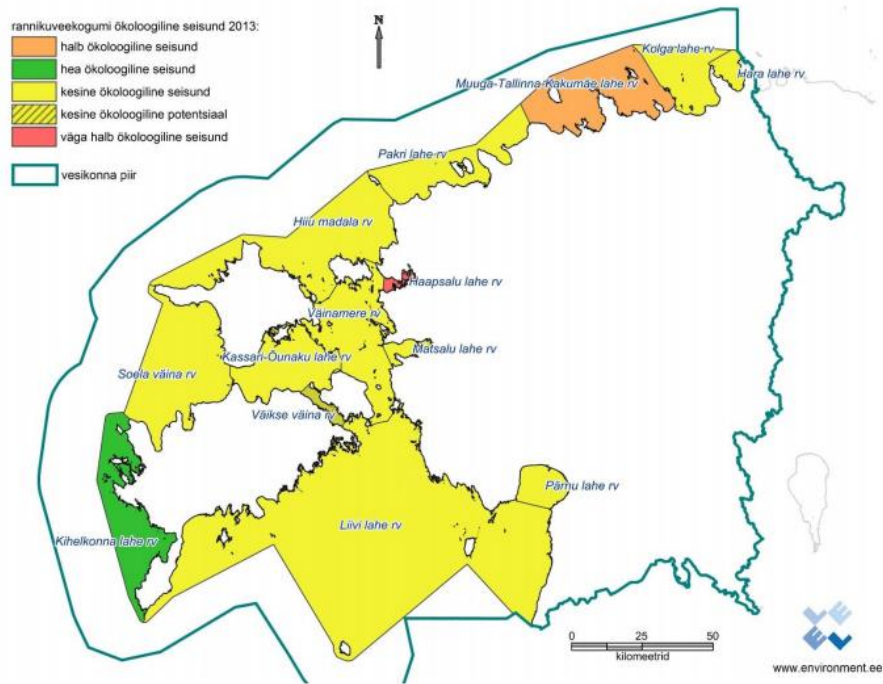 rannikuveekogumi ökoloogiline seisund 2013:
halb ökoloogiline seisund
hea ökoloogiline seisund
kesine ökoloogiline seisund
kesine ökoloogiline potentsiaal
väga halb ökoloogiline seisund
vesikonna piir
N
Kolga lahe rv
Hara lahe rv
Muuga-Tallinna-Kakumäe lahe rv
Pakri lahe rv
Hiiu madala rv
Haapsalu lahe rv
Väinamere rv
Matsalu lahe rv
Kassari-Õunaku lahe rv
Soela väina rv
Väikse väina rv
Pärnu lahe rv
Liivi lahe rv
Kihelkonna lahe rv
0 25 50
kilomeetrid
www.environment.ee